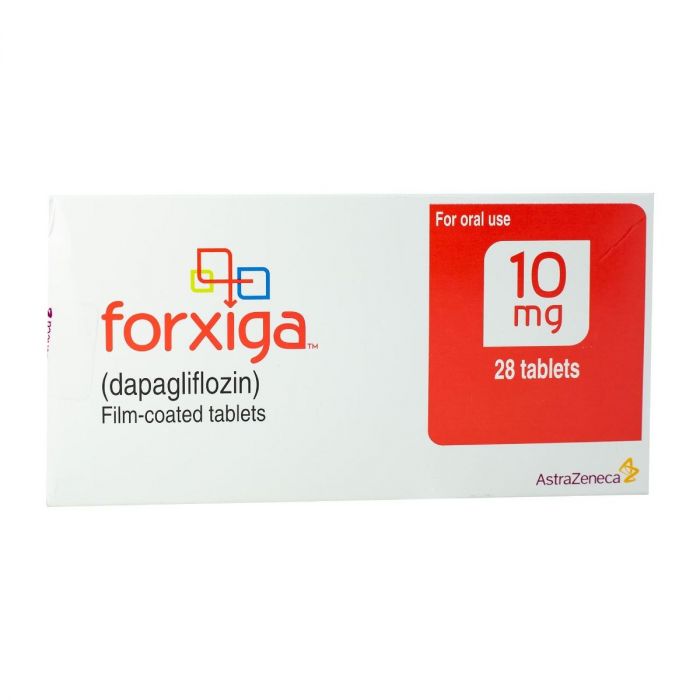 forxiga™
(dapagliflozin)
Film-coated tablets
For oral use
10
mg
28 tablets
AstraZeneca